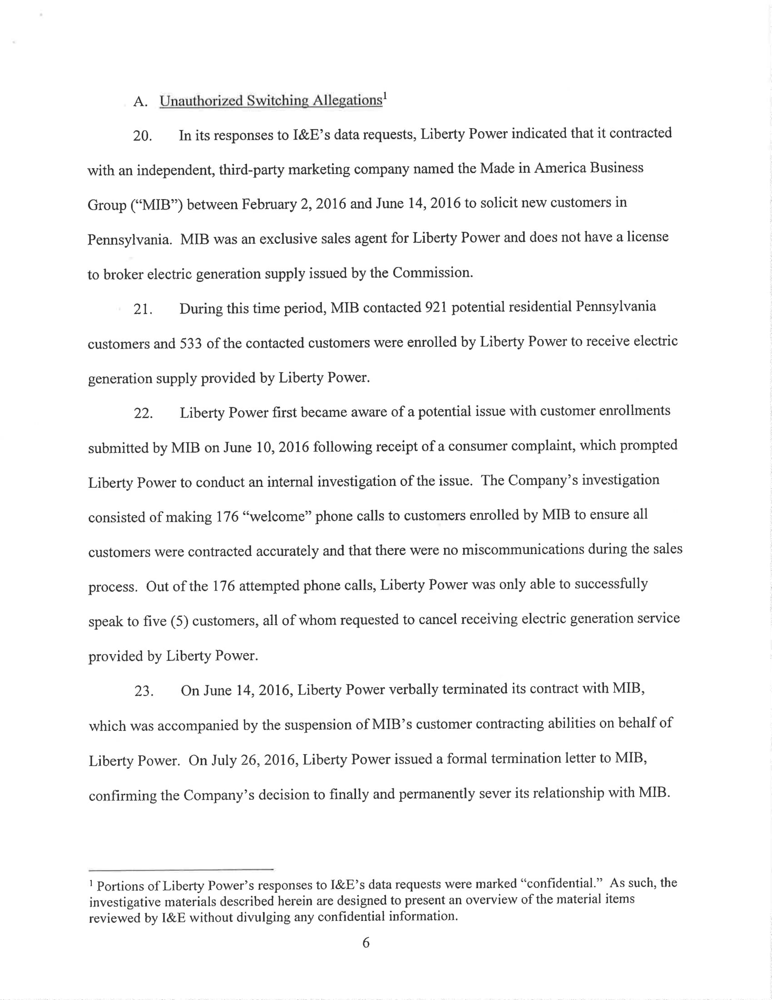 A. Unauthorized Switching Allegations¹
20. In its responses to I&E’s data requests, Liberty Power indicated that it contracted
with an independent, third-party marketing company named the Made in America Business
Group (“MIB”) between February 2, 2016 and June 14, 2016 to solicit new customers in
Pennsylvania. MIB was an exclusive sales agent for Liberty Power and does not have a license
to broker electric generation supply issued by the Commission.
21. During this time period, MIB contacted 921 potential residential Pennsylvania
customers and 533 of the contacted customers were enrolled by Liberty Power to receive electric
generation supply provided by Liberty Power.
22. Liberty Power first became aware of a potential issue with customer enrollments
submitted by MIB on June 10, 2016 following receipt of a consumer complaint, which prompted
Liberty Power to conduct an internal investigation of the issue. The Company’s investigation
consisted of making 176 “welcome” phone calls to customers enrolled by MIB to ensure all
customers were contracted accurately and that there were no miscommunications during the sales
process. Out of the 176 attempted phone calls, Liberty Power was only able to successfully
speak to five (5) customers, all of whom requested to cancel receiving electric generation service
provided by Liberty Power.
23. On June 14, 2016, Liberty Power verbally terminated its contract with MIB,
which was accompanied by the suspension of MIB’s customer contracting abilities on behalf of
Liberty Power. On July 26, 2016, Liberty Power issued a formal termination letter to MIB,
confirming the Company’s decision to finally and permanently sever its relationship with MIB.
¹ Portions of Liberty Power’s responses to I&E’s data requests were marked “confidential.” As such, the
investigative materials described herein are designed to present an overview of the material items
reviewed by I&E without divulging any confidential information.
6